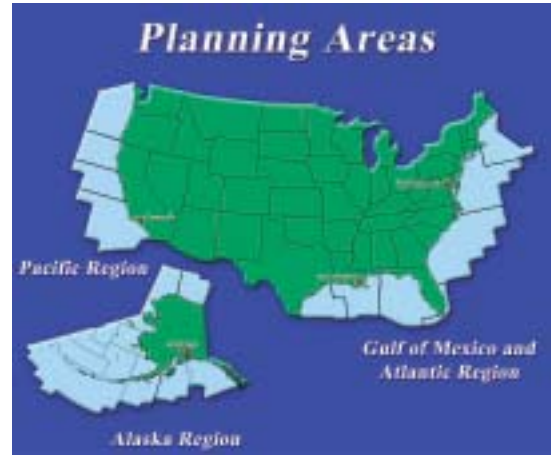 Planning Areas
Pacific Region
Gulf of Mexico and
Atlantic Region
Alaska Region